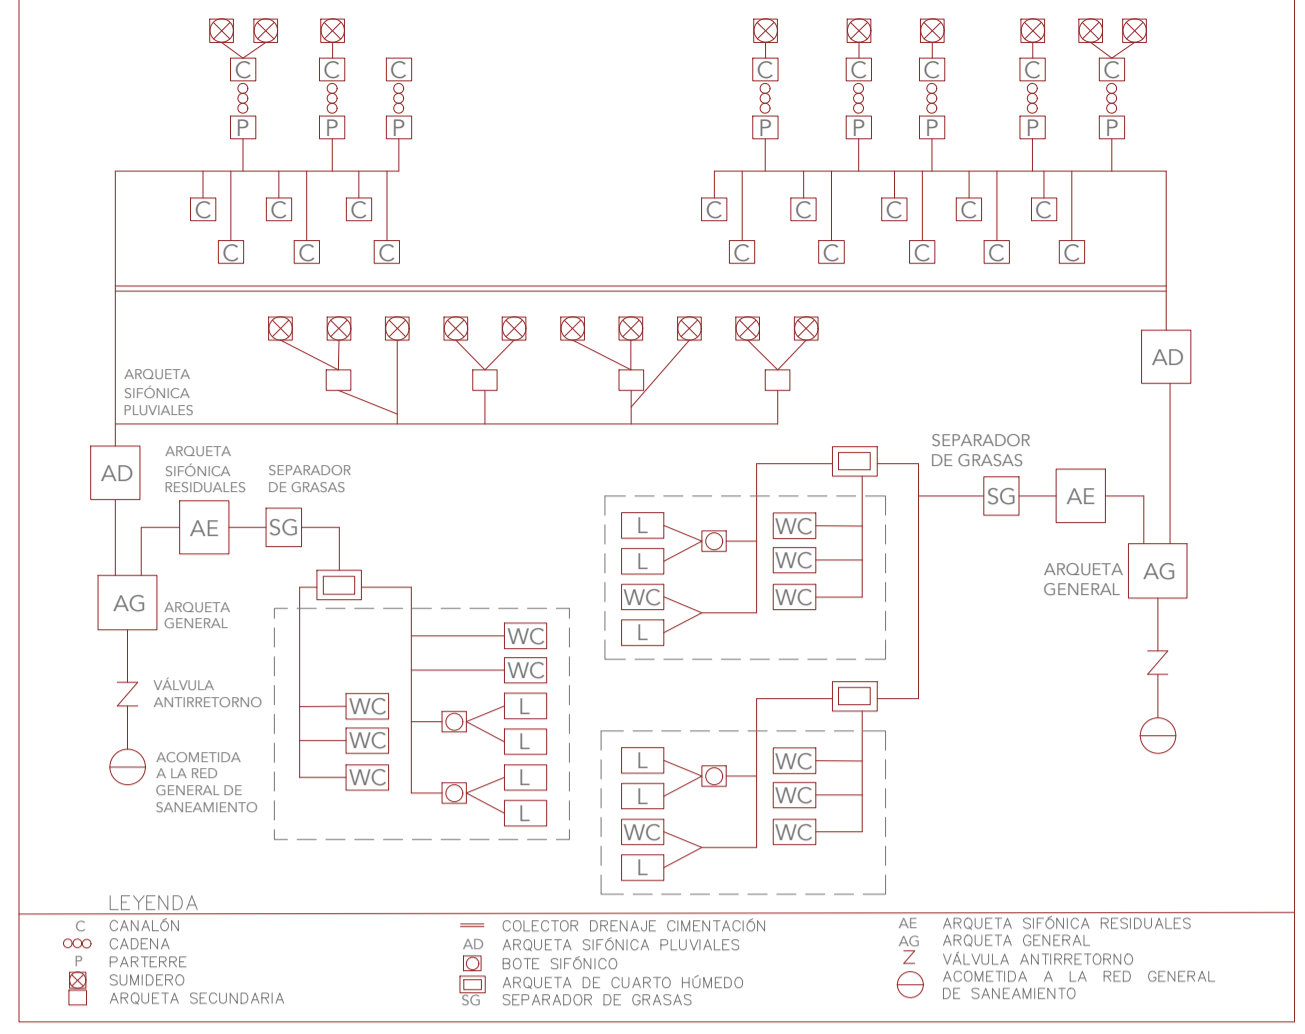 C C C C C C C C
P P P P P P P P
C C C C C C C C
C C C C C C C C
AD
ARQUETA
SIFÓNICA
PLUVIALES
AD
ARQUETA
SIFÓNICA
RESIDUALES
SEPARADOR
DE GRASAS
AE
SG
AG
ARQUETA
GENERAL
VÁLVULA
ANTIRRETORNO
ACOMETIDA
A LA RED
GENERAL DE
SANEAMIENTO
WC
WC
WC
L
WC
L
WC
L
L
SEPARADOR
DE GRASAS
SG
AE
ARQUETA
GENERAL
AG
L
WC
L
WC
WC
WC
L
L
WC
L
WC
WC
WC
L
LEYENDA
C CANALÓN
CADENA
P PARTERRE
SUMIDERO
ARQUETA SECUNDARIA
COLECTOR DRENAJE CIMENTACIÓN
AD ARQUETA SIFÓNICA PLUVIALES
BOTE SIFÓNICO
ARQUETA DE CUARTO HÚMEDO
SG SEPARADOR DE GRASAS
AE ARQUETA SIFÓNICA RESIDUALES
AG ARQUETA GENERAL
VÁLVULA ANTIRRETORNO
ACOMETIDA A LA RED GENERAL
DE SANEAMIENTO